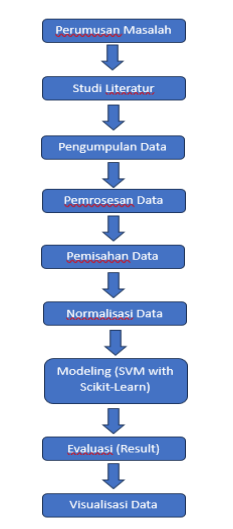 Perumusan Masalah
Studi Literatur
Pengumpulan Data
Pemrosesan Data
Pemisahan Data
Normalisasi Data
Modeling (SVM with
Scikit-Learn)
Evaluasi (Result)
Visualisasi Data